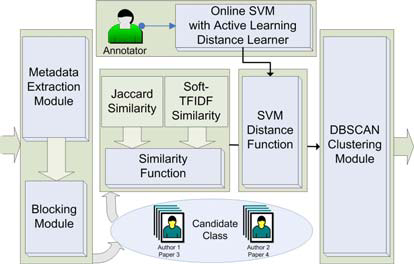 Online SVM
with Active Learning
Distance Learner
Annotator
Metadata
Extraction
Module
Jaccard
Similarity
Soft-
TFIDF
Similarity
SVM
Distance
Function
DBSCAN
Clustering
Module
Similarity
Function
Blocking
Module
Candidate
Class
Author 1
Paper 3
Author 2
Paper 4